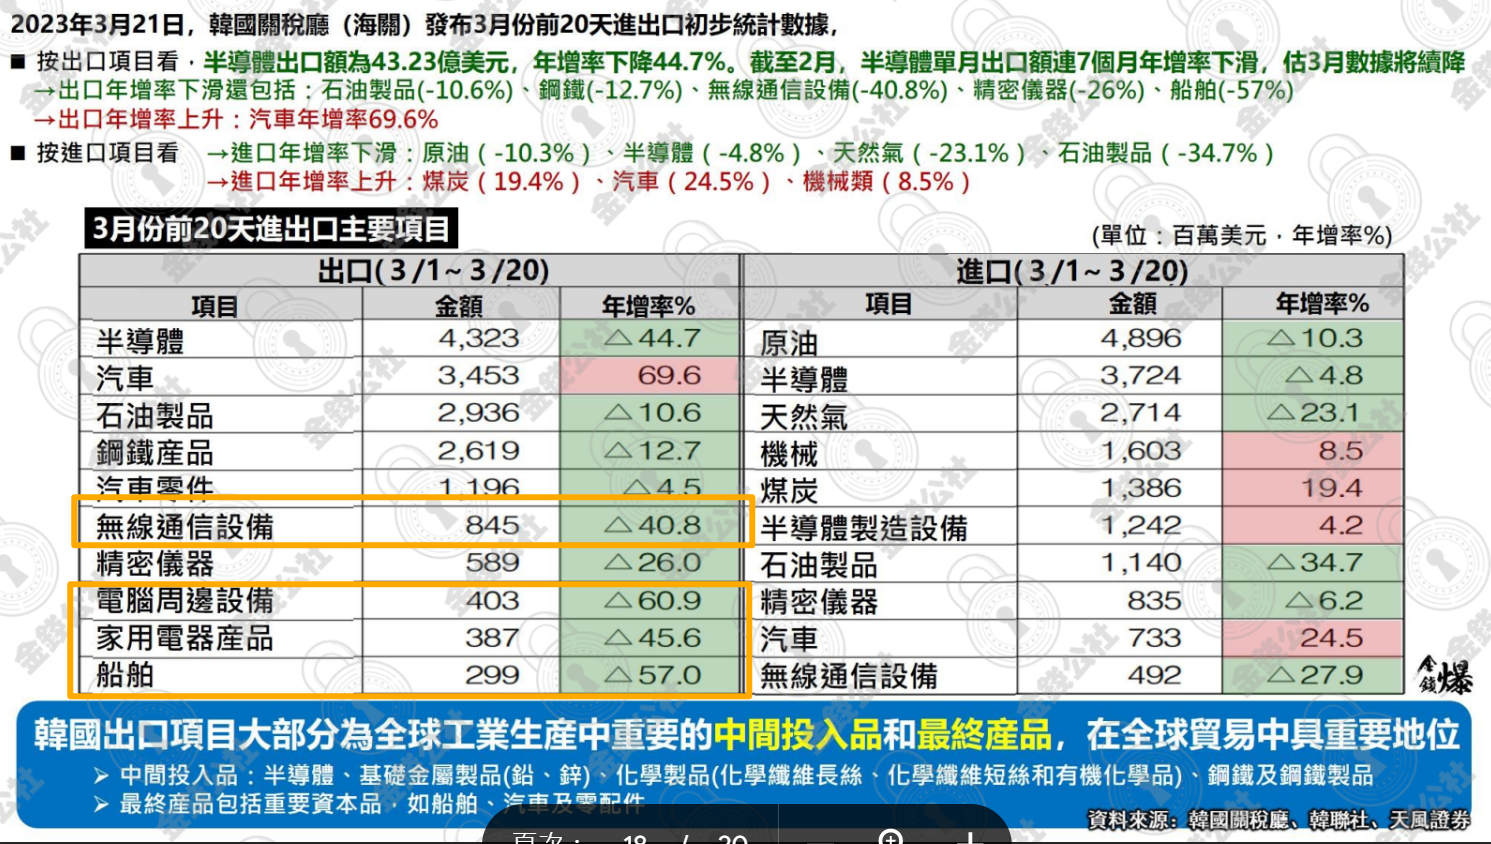 2023年3月21日，韓國關稅廳（海關）發布3月份前20天進出口初步統計數據，
■ 按出口項目看，半導體出口額為43.23億美元，年增率下降44.7%。截至2月，半導體單月出口額連7個月年增率下滑，估3月數據將續降
→出口年增率下滑還包括：石油製品(-10.6%)、鋼鐵(-12.7%)、無線通信設備(-40.8%)、精密儀器(-26%)、船舶(-57%)
→出口年增率上升：汽車年增率69.6%
■ 按進口項目看 →進口年增率下滑：原油（-10.3%）、半導體（-4.8%）、天然氣（-23.1%）、石油製品（-34.7%）
→進口年增率上升：煤炭（19.4%）、汽車（24.5%）、機械類（8.5%）
3月份前20天進出口主要項目
(單位：百萬美元，年增率%)
出口(3/1~3/20) 進口(3/1~3/20)
項目 金額 年增率% 項目 金額 年增率%
半導體 4,323 △44.7 原油 4,896 △10.3
汽車 3,453 69.6 半導體 3,724 △4.8
石油製品 2,936 △10.6 天然氣 2,714 △23.1
鋼鐵産品 2,619 △12.7 機械 1,603 8.5
汽車零件 1,196 △4.5 煤炭 1,386 19.4
無線通信設備 845 △40.8 半導體製造設備 1,242 4.2
精密儀器 589 △26.0 石油製品 1,140 △34.7
電腦周邊設備 403 △60.9 精密儀器 835 △6.2
家用電器産品 387 △45.6 汽車 733 24.5
船舶 299 △57.0 無線通信設備 492 △27.9
金錢爆
韓國出口項目大部分為全球工業生産中重要的中間投入品和最終産品，在全球貿易中具重要地位
➢ 中間投入品：半導體、基礎金屬製品(鉛、鋅)、化學製品(化學纖維長絲、化學纖維短絲和有機化學品)、鋼鐵及鋼鐵製品
➢ 最終産品包括重要資本品，如船舶、汽車及零配件
資料來源：韓國關稅廳、韓聯社、天風證券
頁次： 18 / 20